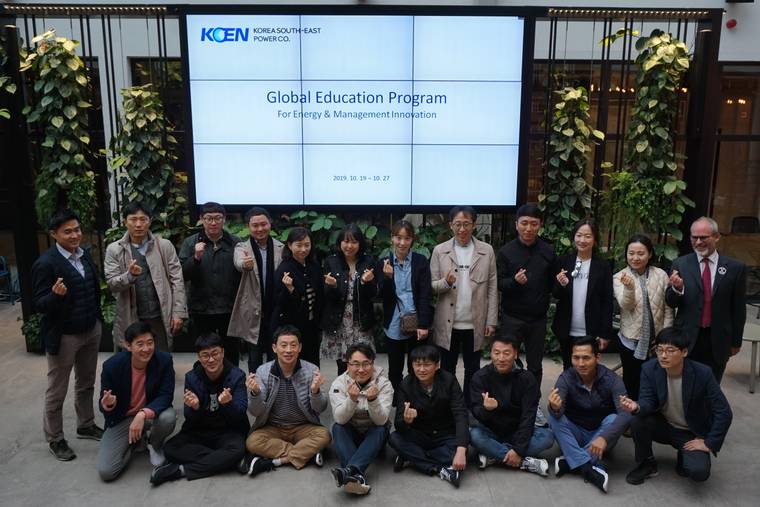 KOEN KOREA SOUTH-EAST
POWER CO.
Global Education Program
For Energy & Management Innovation
2019. 10. 19 – 10. 27